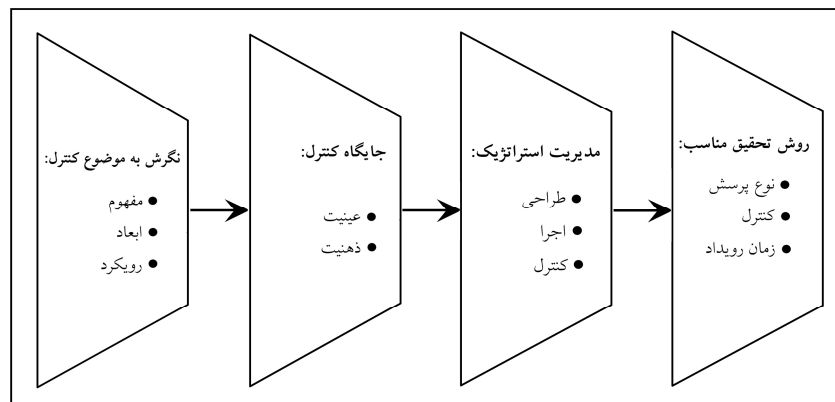 نگرش به موضوع کنترل:
● مفهوم
● ابعاد
● رویکرد
جایگاه کنترل:
● عینیت
● ذهنیت
مدیریت استراتژیک:
● طراحی
● اجرا
● کنترل
روش تحقیق مناسب:
● نوع پرسش
● کنترل
● زمان رویداد